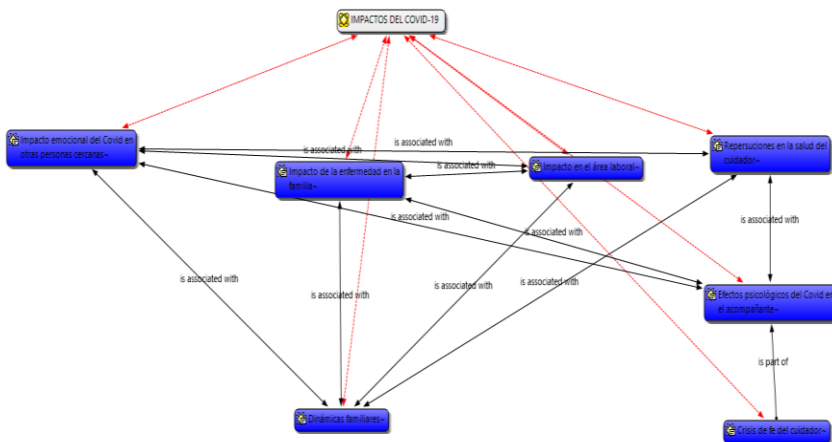 IMPACTOS DEL COVID-19
Impacto emocional del Covid en
otras personas cercanas~
is associated with
is associated with
Repersuciones en la salud del
cuidador~
is associated with
Impacto de la enfermedad en la
familia~
Impacto en el área laboral~
is associated with
is associated with
is associated with
is associated with
is associated with
is associated with
is associated with
Efectos psicológicos del Covid en
el acompañante~
is part of
Dinámicas familiares~
Crisis de fe del cuidador~